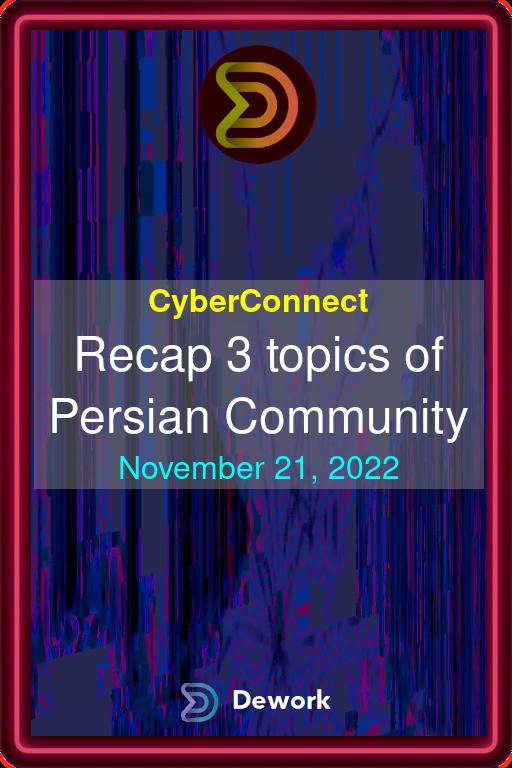 CyberConnect
Recap 3 topics of
Persian Community
November 21, 2022
Dework